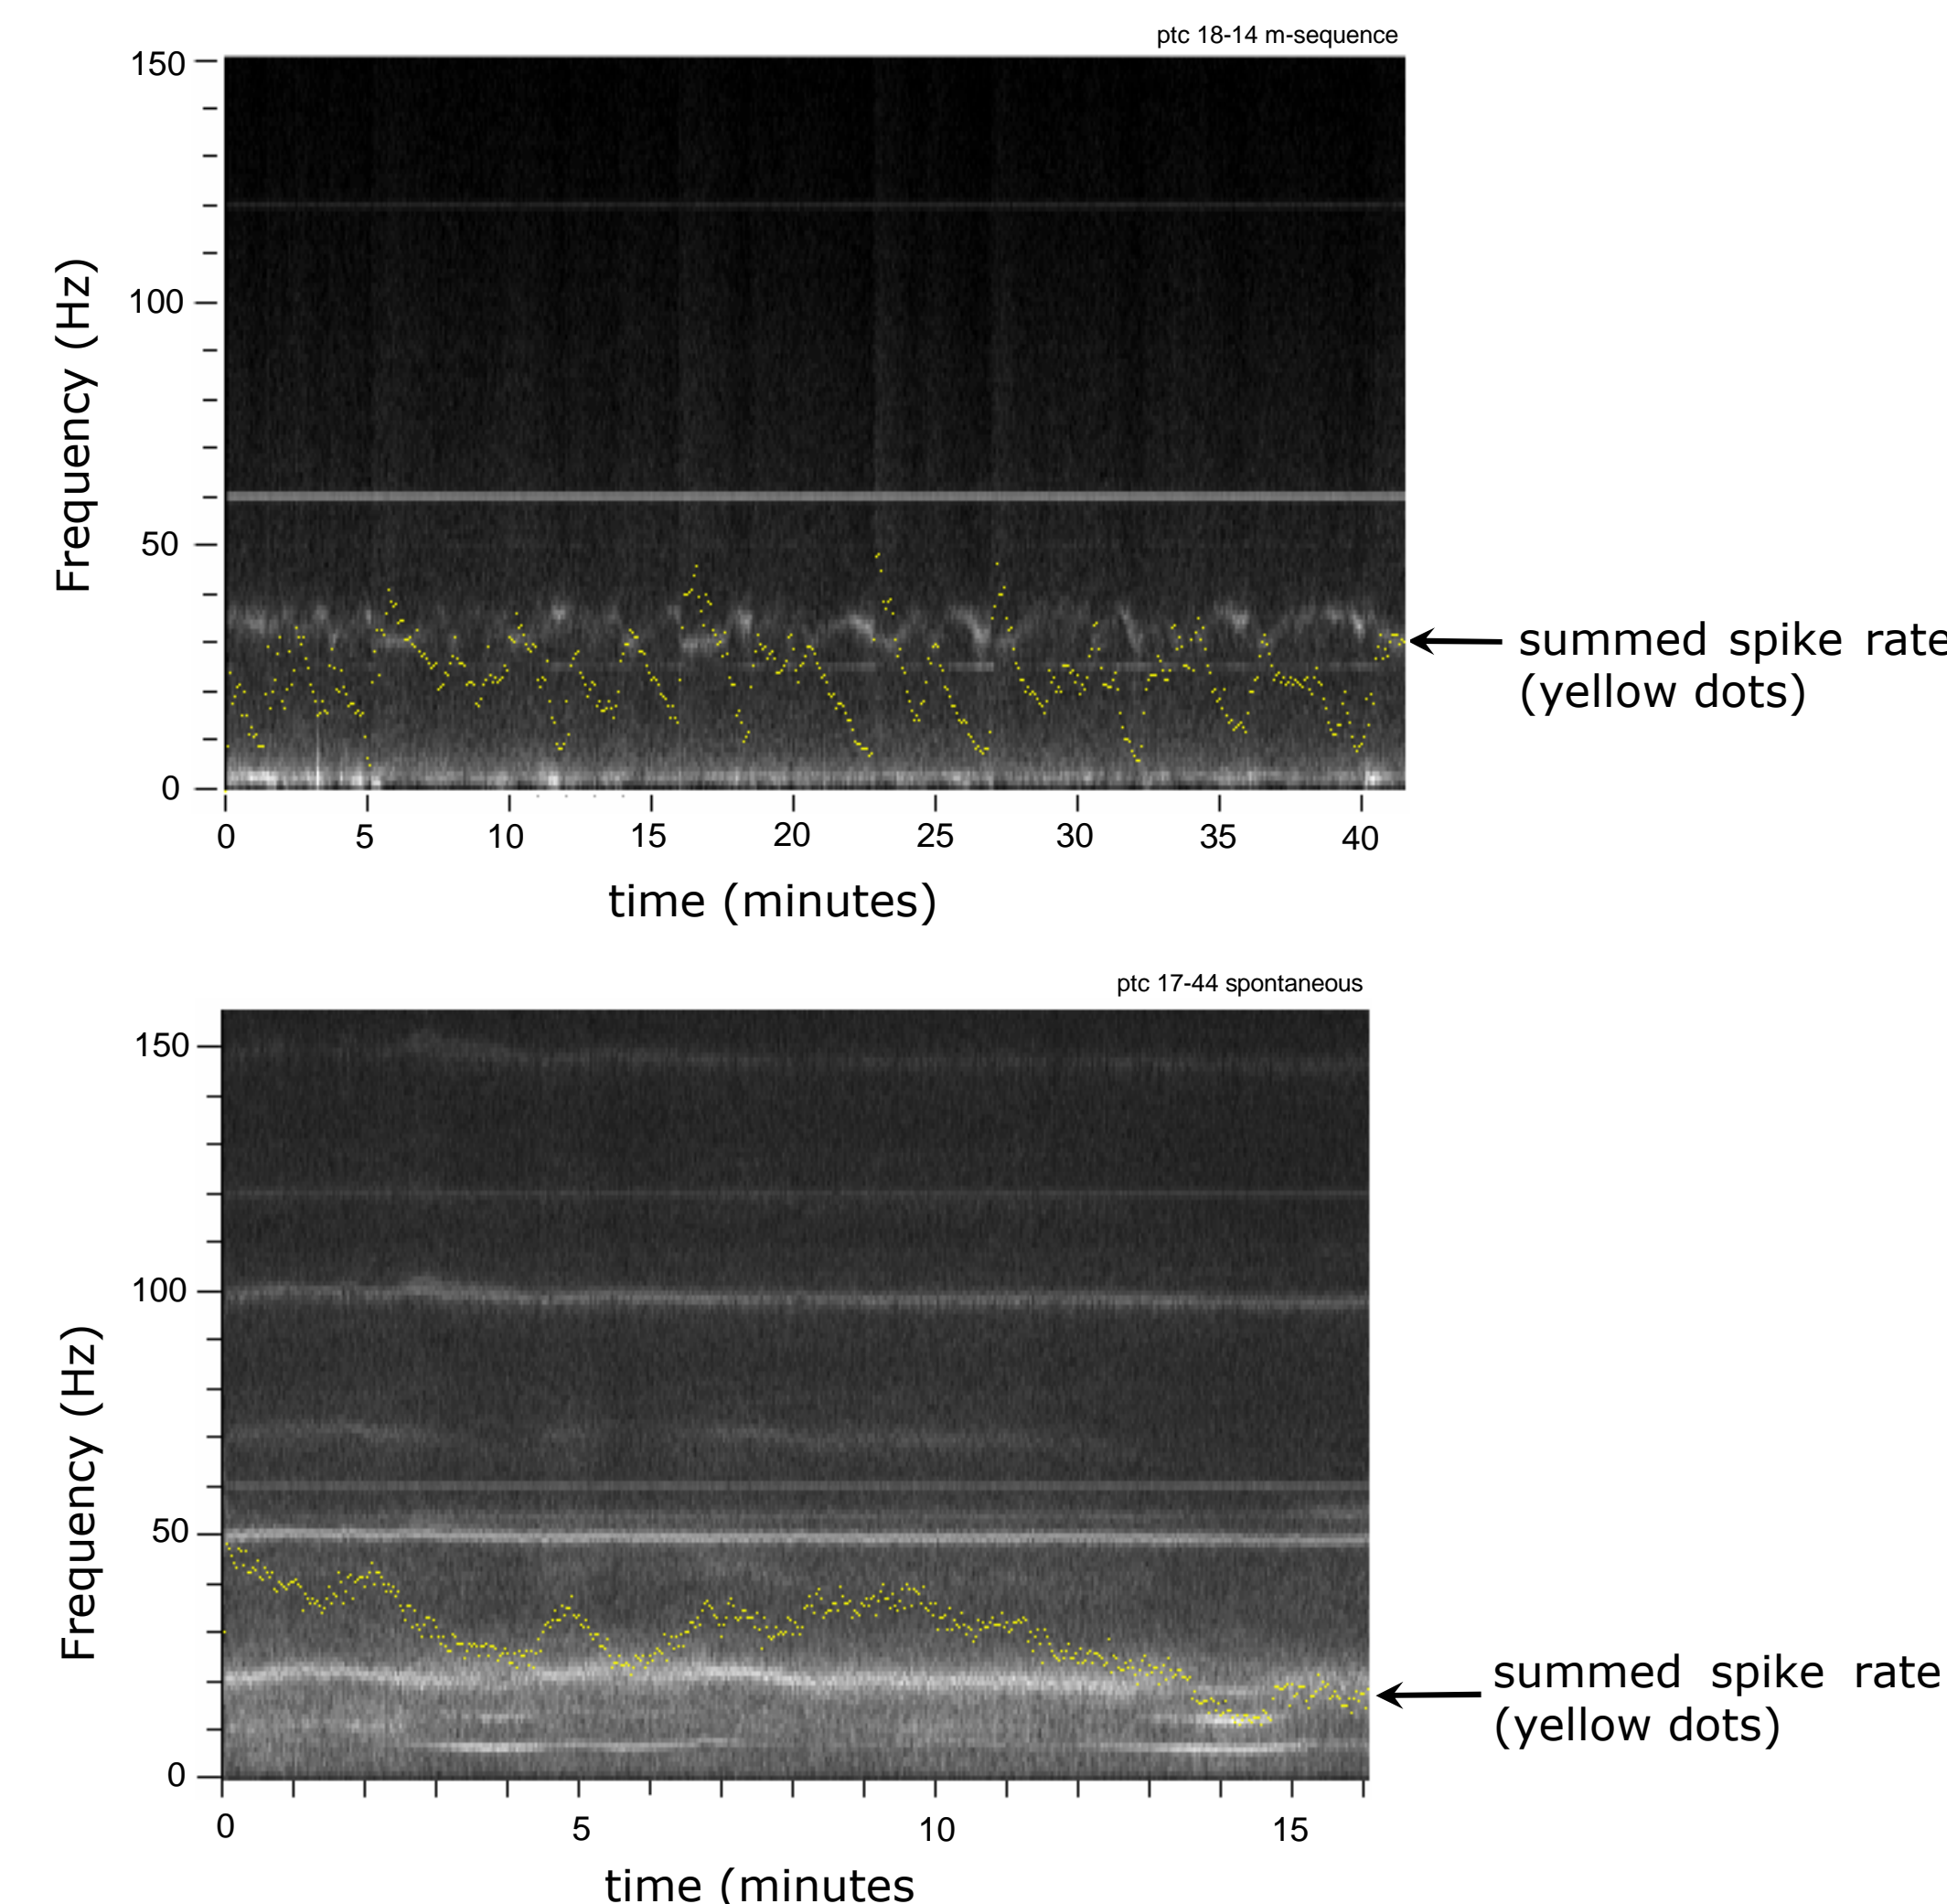 ptc 18-14 m-sequence
150
100
50
0
Frequency (Hz)
0 5 10 15 20 25 30 35 40
time (minutes)
summed spike rate
(yellow dots)
ptc 17-44 spontaneous
150
100
50
0
Frequency (Hz)
0 5 10 15
time (minutes
summed spike rate
(yellow dots)